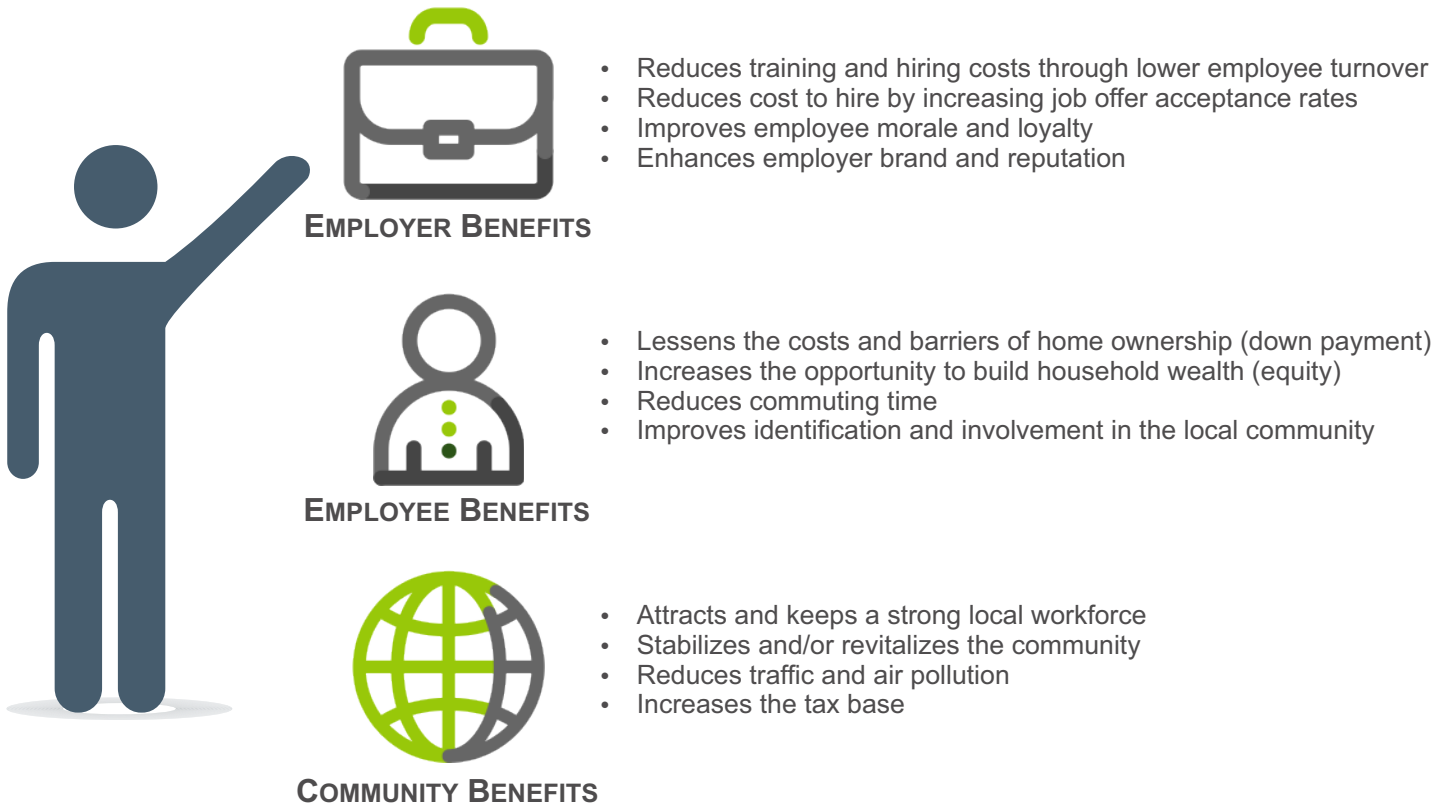 • Reduces training and hiring costs through lower employee turnover
• Reduces cost to hire by increasing job offer acceptance rates
• Improves employee morale and loyalty
• Enhances employer brand and reputation
EMPLOYER BENEFITS
• Lessens the costs and barriers of home ownership (down payment)
• Increases the opportunity to build household wealth (equity)
• Reduces commuting time
• Improves identification and involvement in the local community
EMPLOYEE BENEFITS
• Attracts and keeps a strong local workforce
• Stabilizes and/or revitalizes the community
• Reduces traffic and air pollution
• Increases the tax base
COMMUNITY BENEFITS